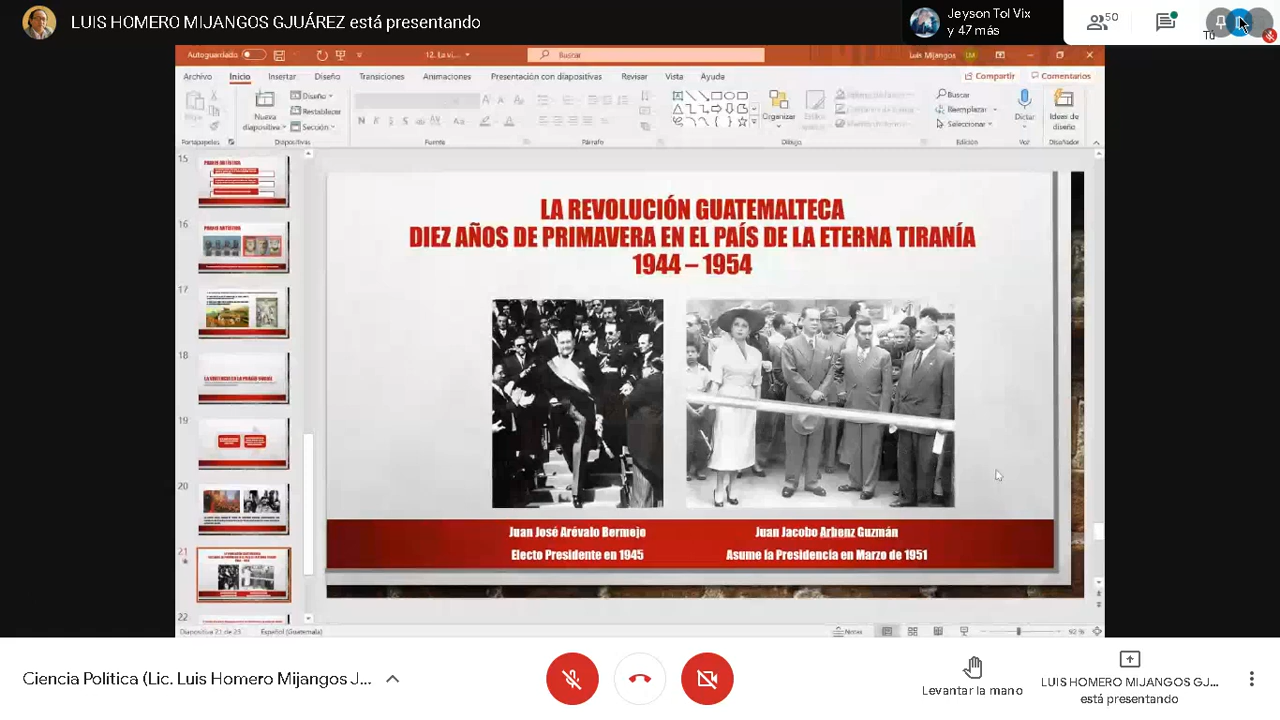 LUIS HOMERO MIJANGOS GJUÁREZ está presentando
Jeyson Tol Vix
y 47 más
50
Tú
Autoguardado
12. La vi...
Buscar
Luis Mijangos
LM
Archivo Inicio Insertar Diseño Transiciones Animaciones Presentación con diapositivas Revisar Vista Ayuda
Compartir Comentarios
Nueva
diapositiva
Diseño
Restablecer
Sección
Organizar
Buscar
Reemplazar
Seleccionar
Dictar
Ideas de
diseño
Portapapeles Diapositivas Fuente Párrafo Dibujo Edición Voz Diseñador
15
16
17
18
19
20
21
22
LA REVOLUCIÓN GUATEMALTECA
DIEZ AÑOS DE PRIMAVERA EN EL PAÍS DE LA ETERNA TIRANÍA
1944 – 1954
Juan José Arévalo Bermejo
Electo Presidente en 1945
Juan Jacobo Arbenz Guzmán
Asume la Presidencia en Marzo de 1951
Diapositiva 21 de 25 Español (Guatemala)
Notas
92 %
Ciencia Política (Lic. Luis Homero Mijangos J...
Levantar la mano
LUIS HOMERO MIJANGOS GJ...
está presentando